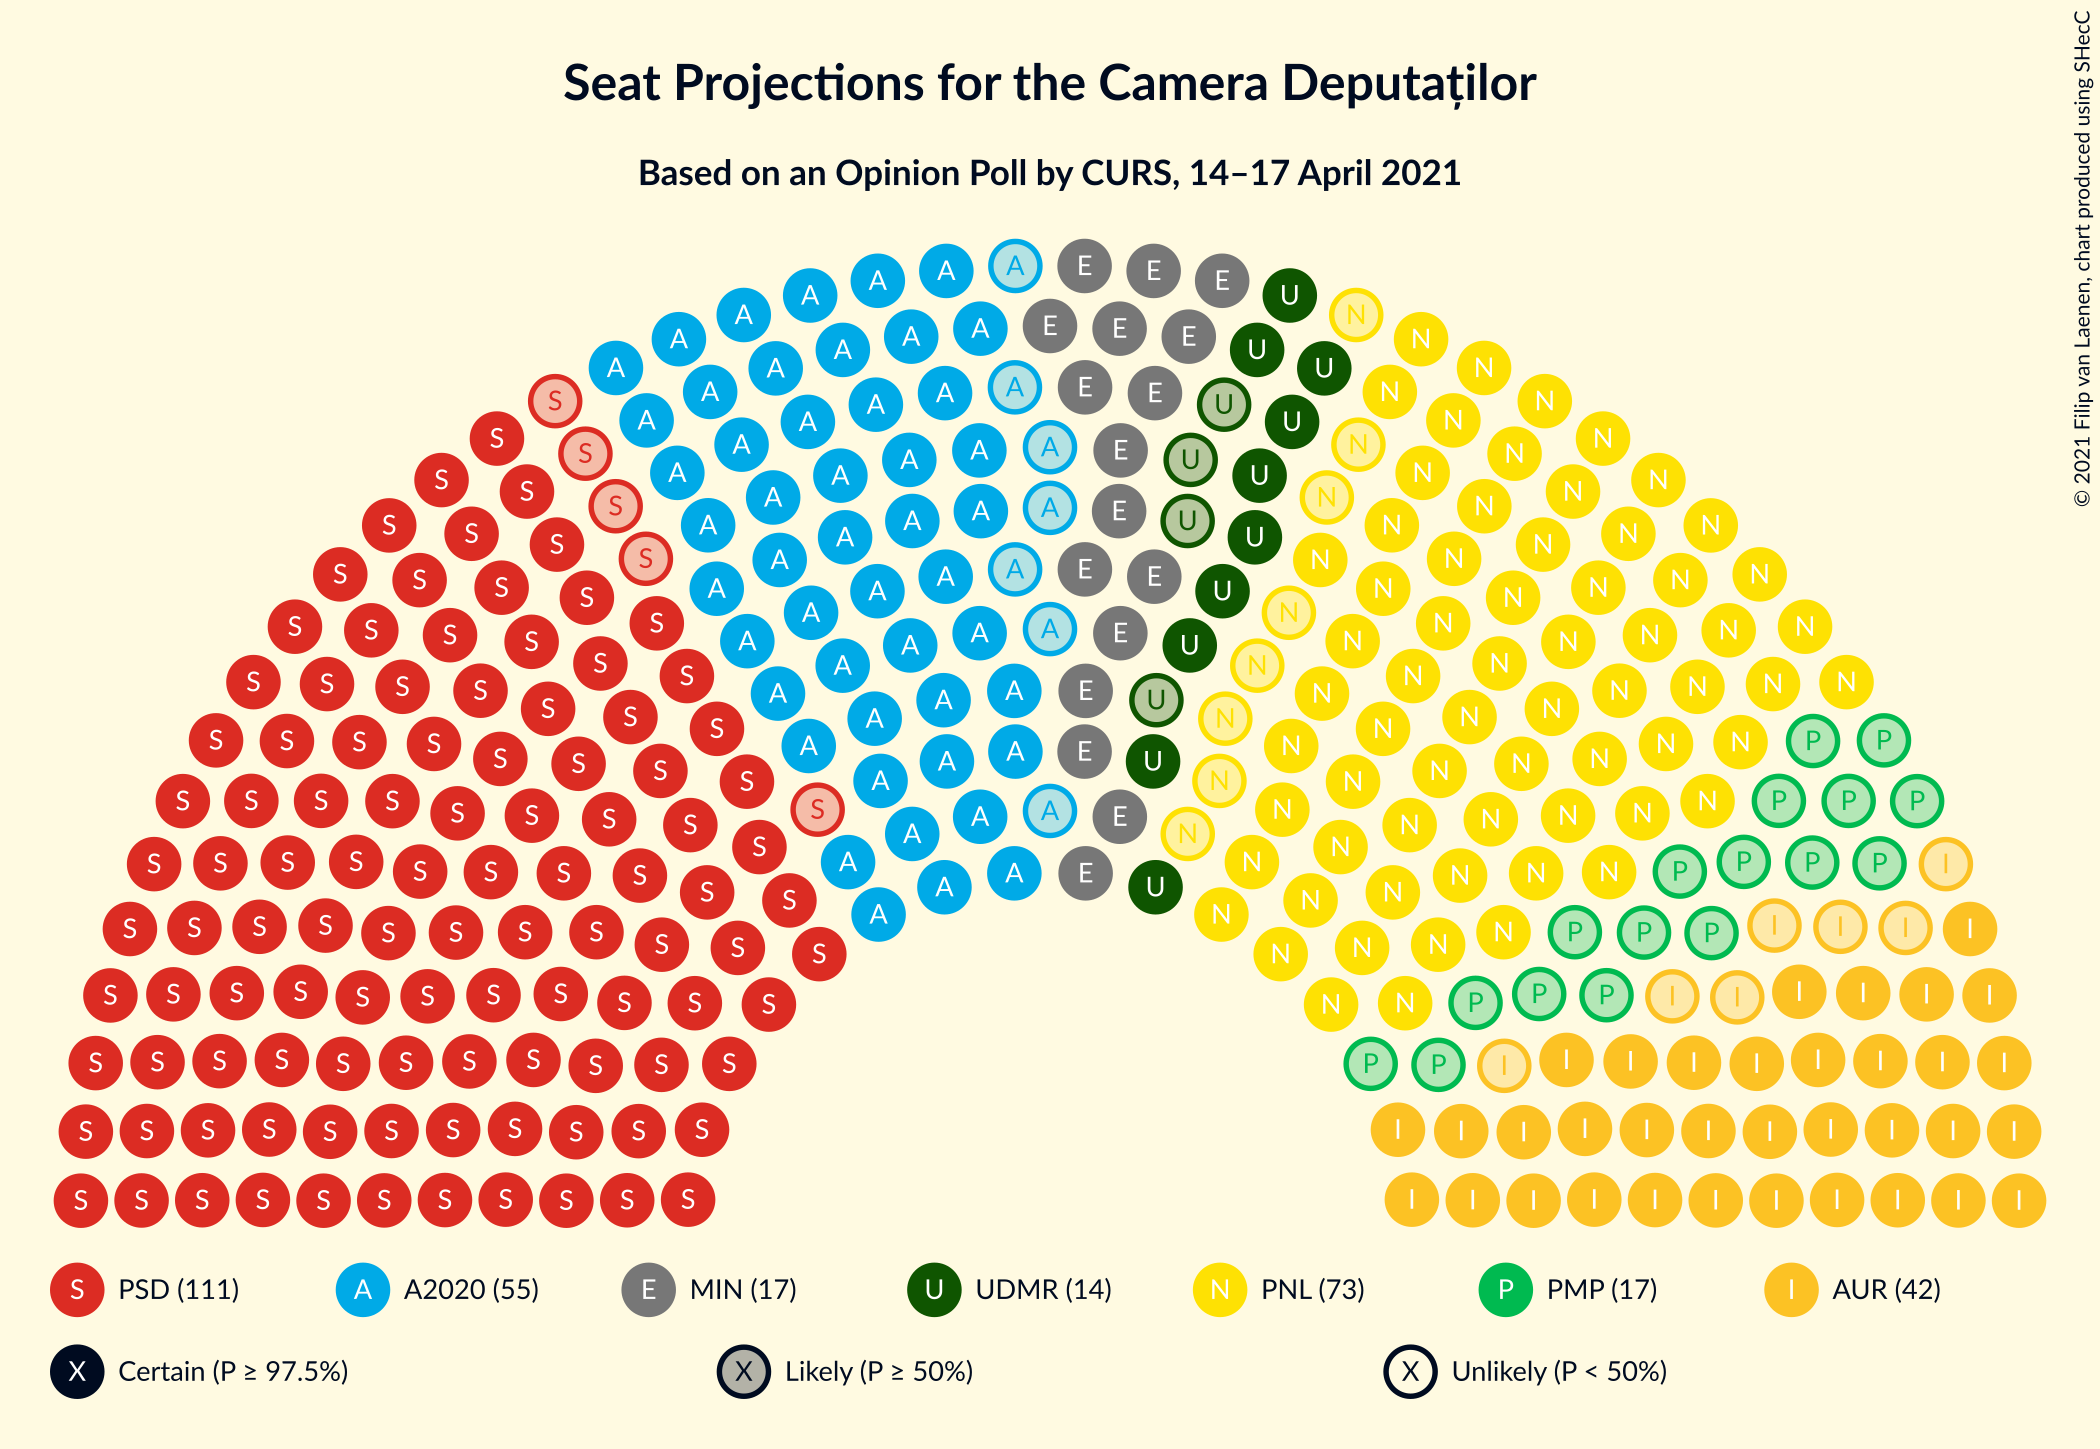 Seat Projections for the Camera Deputaților
Based on an Opinion Poll by CURS, 14–17 April 2021
© 2021 Filip van Laenen, chart produced using SHecC
S PSD (111) A A2020 (55) E MIN (17) U UDMR (14) N PNL (73) P PMP (17) I AUR (42)
X Certain (P ≥ 97.5%) X Likely (P ≥ 50%) X Unlikely (P < 50%)